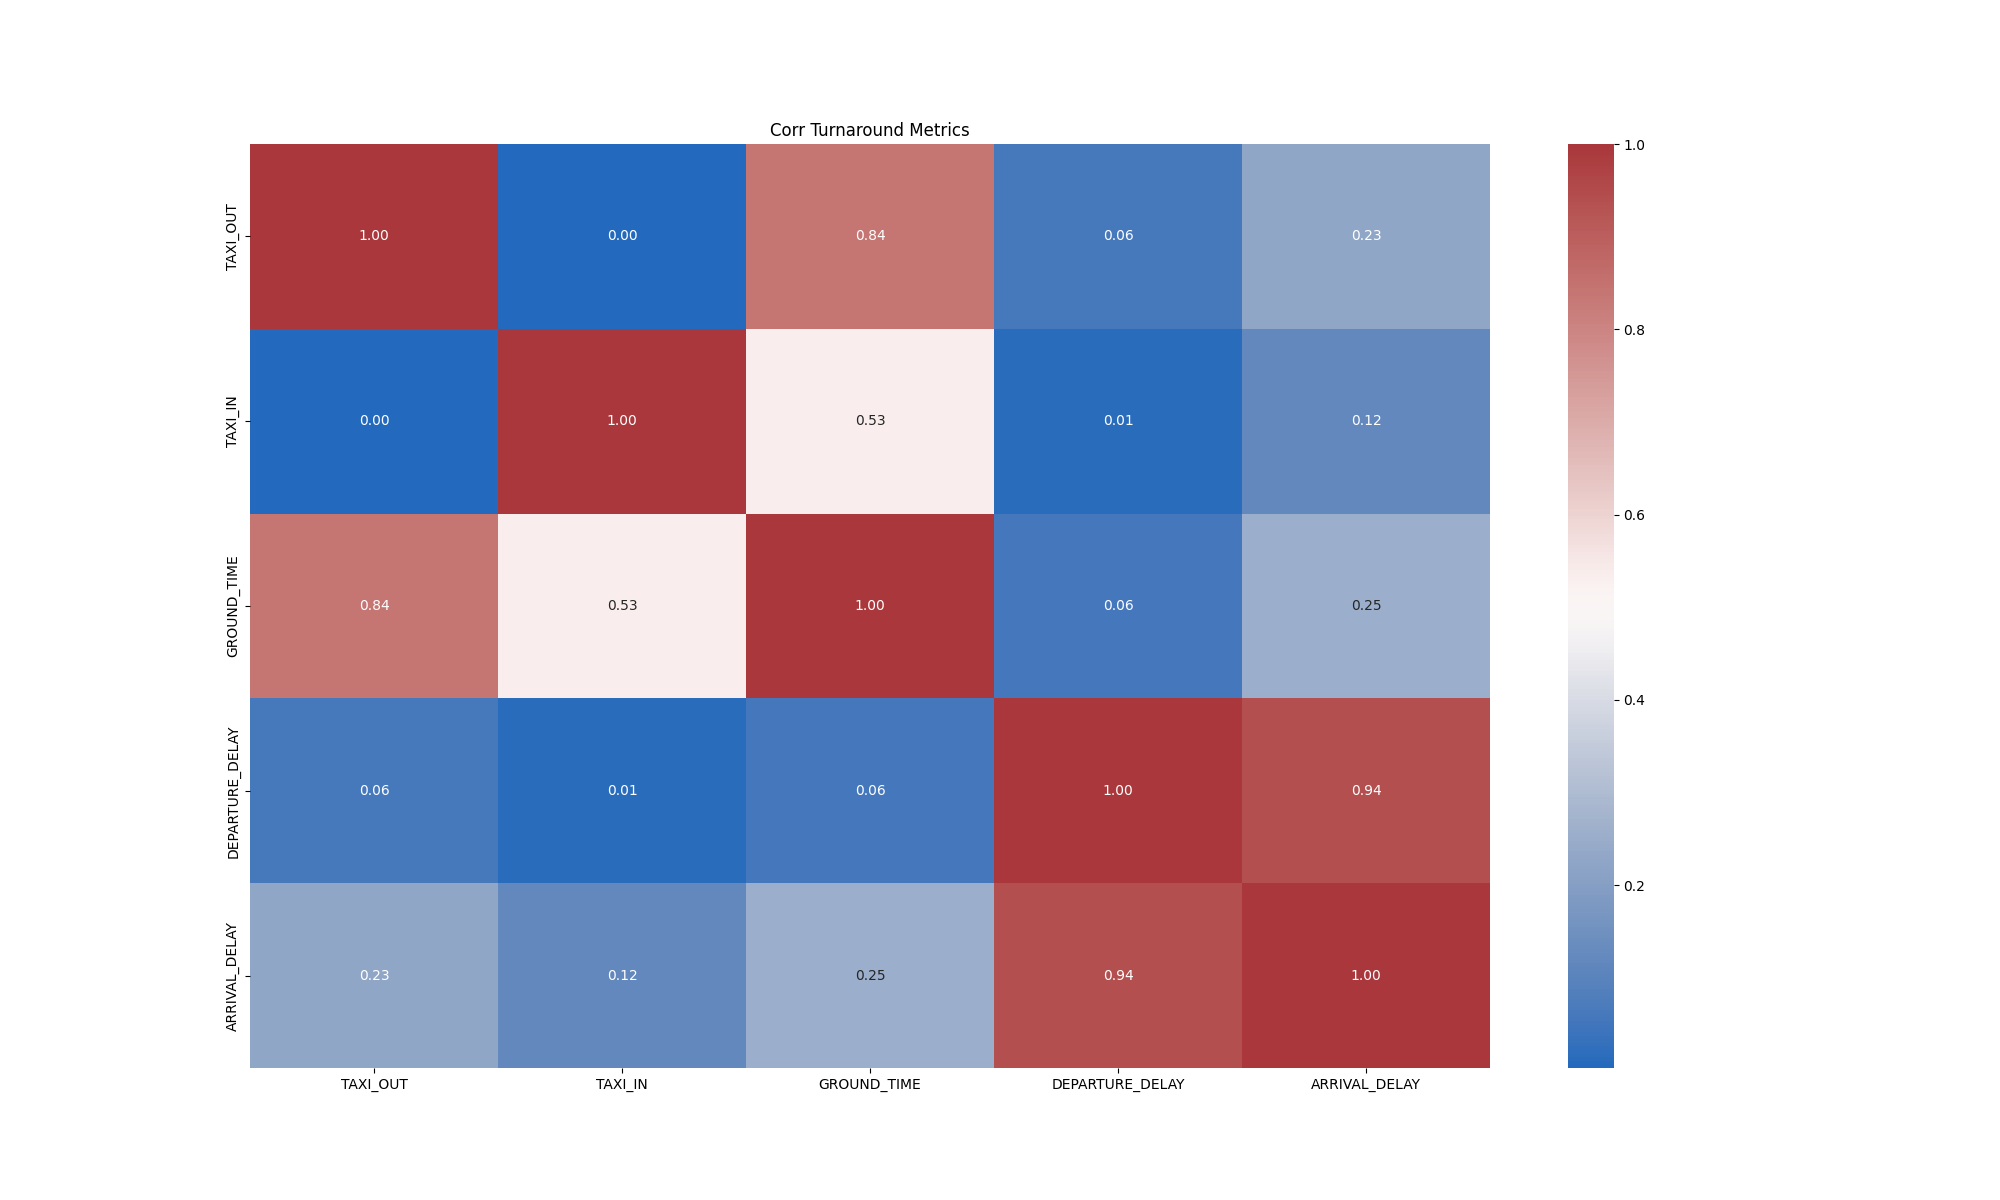 Corr Turnaround Metrics
TAXI_OUT 1.00 0.00 0.84 0.06 0.23
TAXI_IN 0.00 1.00 0.53 0.01 0.12
GROUND_TIME 0.84 0.53 1.00 0.06 0.25
DEPARTURE_DELAY 0.06 0.01 0.06 1.00 0.94
ARRIVAL_DELAY 0.23 0.12 0.25 0.94 1.00
TAXI_OUT TAXI_IN GROUND_TIME DEPARTURE_DELAY ARRIVAL_DELAY
1.0
0.8
0.6
0.4
0.2